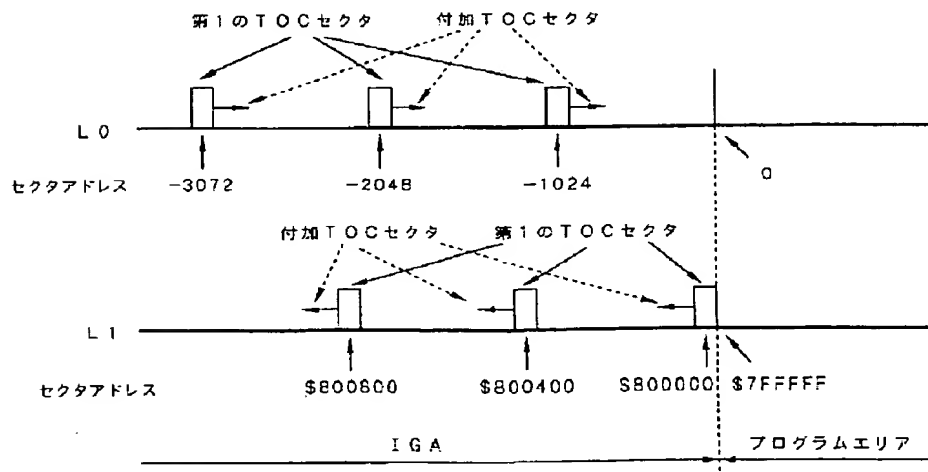 第1のTOCセクタ 付加TOCセクタ
L0
a
セクタアドレス -3072 -2048 -1024
付加TOCセクタ 第1のTOCセクタ
L1
セクタアドレス $800800 $800400 $800000 $7FFFFF
IGA プログラムエリア